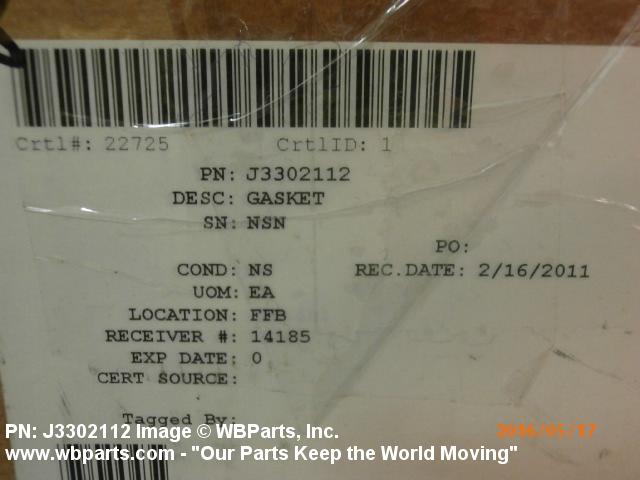 Crtl#: 22725 CrtlID: 1
PN: J3302112
DESC: GASKET
SN: NSN
PO:
COND: NS REC.DATE: 2/16/2011
UOM: EA
LOCATION: FFB
RECEIVER #: 14185
EXP DATE: 0
CERT SOURCE:
Tagged By:
PN: J3302112 Image © WBParts, Inc.
2016/01/17
www.wbparts.com - "Our Parts Keep the World Moving"